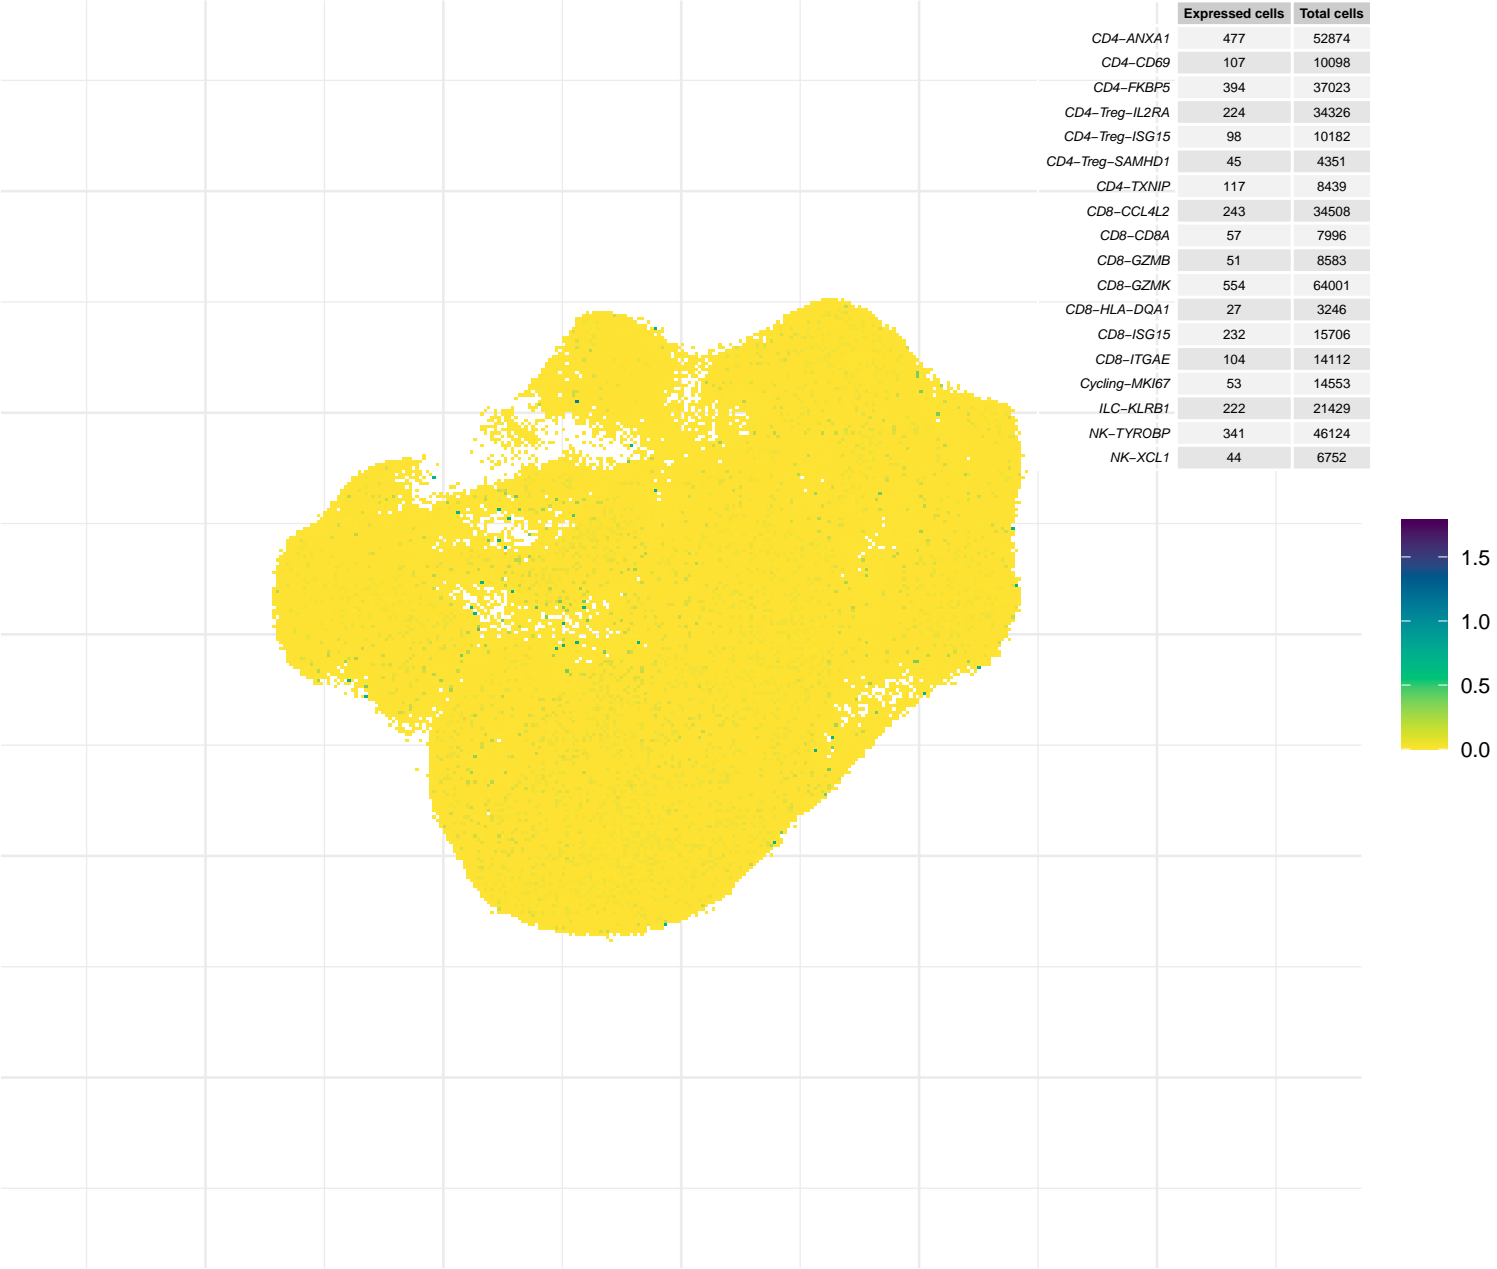 Expressed cells Total cells
CD4−ANXA1 477 52874
CD4−CD69 107 10098
CD4−FKBP5 394 37023
CD4−Treg−IL2RA 224 34326
CD4−Treg−ISG15 98 10182
CD4−Treg−SAMHD1 45 4351
CD4−TXNIP 117 8439
CD8−CCL4L2 243 34508
CD8−CD8A 57 7996
CD8−GZMB 51 8583
CD8−GZMK 554 64001
CD8−HLA−DQA1 27 3246
CD8−ISG15 232 15706
CD8−ITGAE 104 14112
Cycling−MKI67 53 14553
ILC−KLRB1 222 21429
NK−TYROBP 341 46124
NK−XCL1 44 6752
1.5
1.0
0.5
0.0